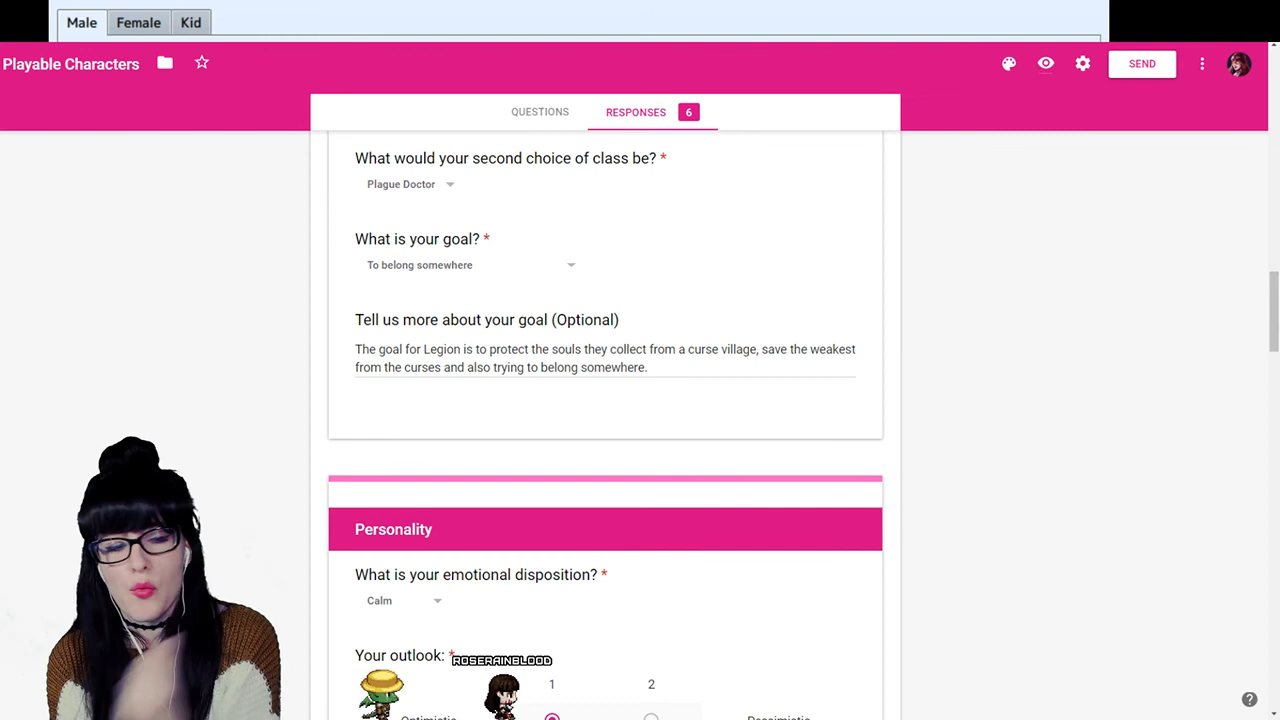 Male Female Kid
Playable Characters
SEND
QUESTIONS RESPONSES 6
What would your second choice of class be? *
Plague Doctor
What is your goal? *
To belong somewhere
Tell us more about your goal (Optional)
The goal for Legion is to protect the souls they collect from a curse village, save the weakest
from the curses and also trying to belong somewhere.
Personality
What is your emotional disposition? *
Calm
Your outlook: *
ROSERAINBLOOD
1 2
Optimistic Pessimistic